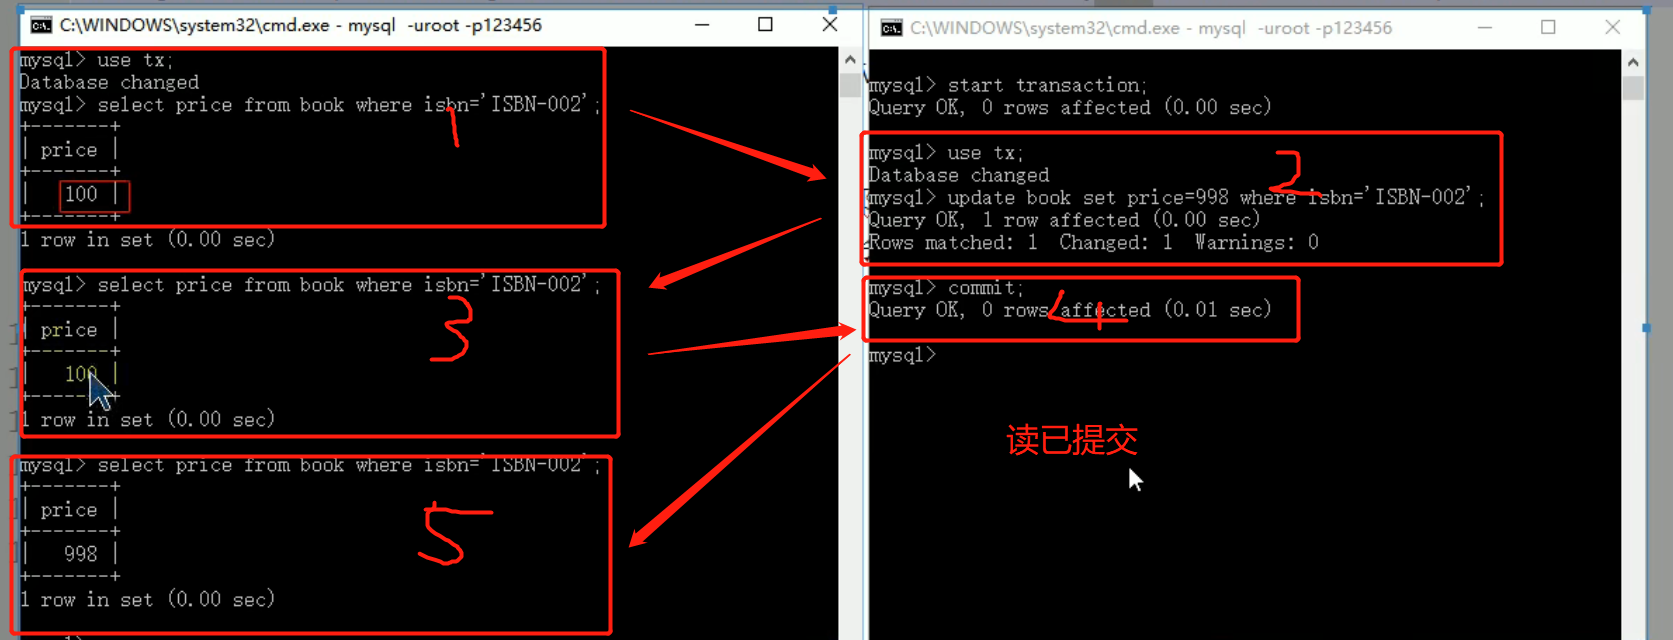 C:\WINDOWS\system32\cmd.exe - mysql -uroot -p123456
mysql> use tx;
Database changed
mysql> select price from book where isbn='ISBN-002';
+-------+
| price |
+-------+
| 100 |
+-------+
1 row in set (0.00 sec)
1
mysql> select price from book where isbn='ISBN-002';
+-------+
| price |
+-------+
| 100 |
+-------+
1 row in set (0.00 sec)
3
mysql> select price from book where isbn='ISBN-002';
+-------+
| price |
+-------+
| 998 |
+-------+
1 row in set (0.00 sec)
5
C:\WINDOWS\system32\cmd.exe - mysql -uroot -p123456
mysql> start transaction;
Query OK, 0 rows affected (0.00 sec)
mysql> use tx;
Database changed
mysql> update book set price=998 where isbn='ISBN-002';
Query OK, 1 row affected (0.00 sec)
Rows matched: 1 Changed: 1 Warnings: 0
2
mysql> commit;
Query OK, 0 rows affected (0.01 sec)
4
mysql>
读已提交